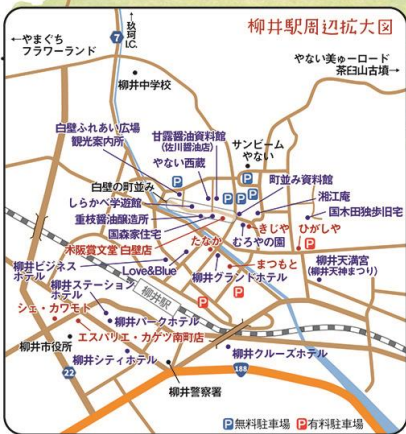 柳井駅周辺拡大図
↑玖珂I.C.
7
←やまぐち
フラワーランド
やない美ゅーロード
茶臼山古墳→
柳井中学校
白壁ふれあい広場
観光案内所
甘露醤油資料館
(佐川醤油店)
サンビーム
やない
やない西蔵
P
白壁の町並み
町並み資料館
P
P P
P
しらかべ学遊館
湘江庵
重枝醤油醸造所
国木田独歩旧宅
国森家住宅
きじや
ひがしや
木阪賞文堂 白壁店
たなか
むろやの園
P
柳井ビジネス
ホテル
Love&Blue
まつもと
柳井天満宮
(柳井天神まつり)
柳井ステーション
ホテル
柳井グランドホテル
柳井駅
P
P
シェ・カワモト
柳井パークホテル
エスパリエ・カゲツ南町店
柳井市役所
柳井シティホテル
柳井クルーズホテル
22
188
柳井警察署
P無料駐車場 P有料駐車場